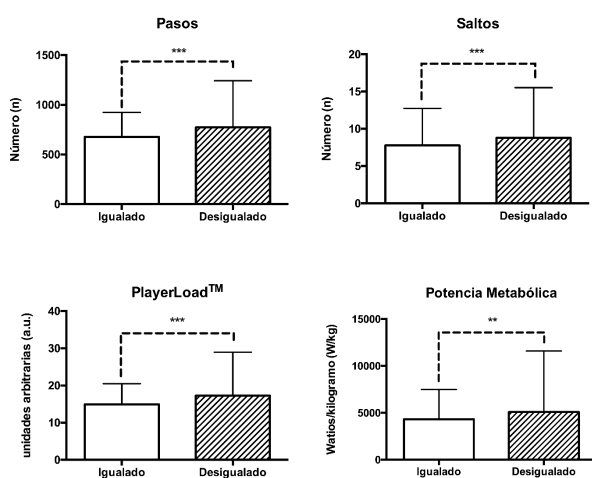 Pasos
***
Número (n)
1500
1000
500
0
Igualado Desigualado
Saltos
***
Número (n)
20
15
10
5
0
Igualado Desigualado
PlayerLoad™
***
unidades arbitrarias (a.u.)
40
30
20
10
0
Igualado Desigualado
Potencia Metabólica
**
Watios/kilogramo (W/kg)
15000
10000
5000
0
Igualado Desigualado